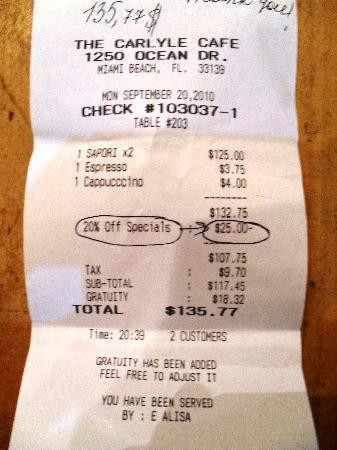 135,77$ you!
THE CARLYLE CAFE
1250 OCEAN DR.
MIAMI BEACH, FL. 33139
MON SEPTEMBER 20,2010
CHECK #103037-1
TABLE #203
1 SAPORI x2 $125.00
1 Espresso $3.75
1 Cappuccino $4.00
---------
$132.75
20% Off Specials : $25.00-
---------
$107.75
TAX : $9.70
SUB-TOTAL : $117.45
GRATUITY : $18.32
TOTAL $135.77
Time: 20:39 2 CUSTOMERS
GRATUITY HAS BEEN ADDED
FEEL FREE TO ADJUST IT
YOU HAVE BEEN SERVED
BY : E ALISA